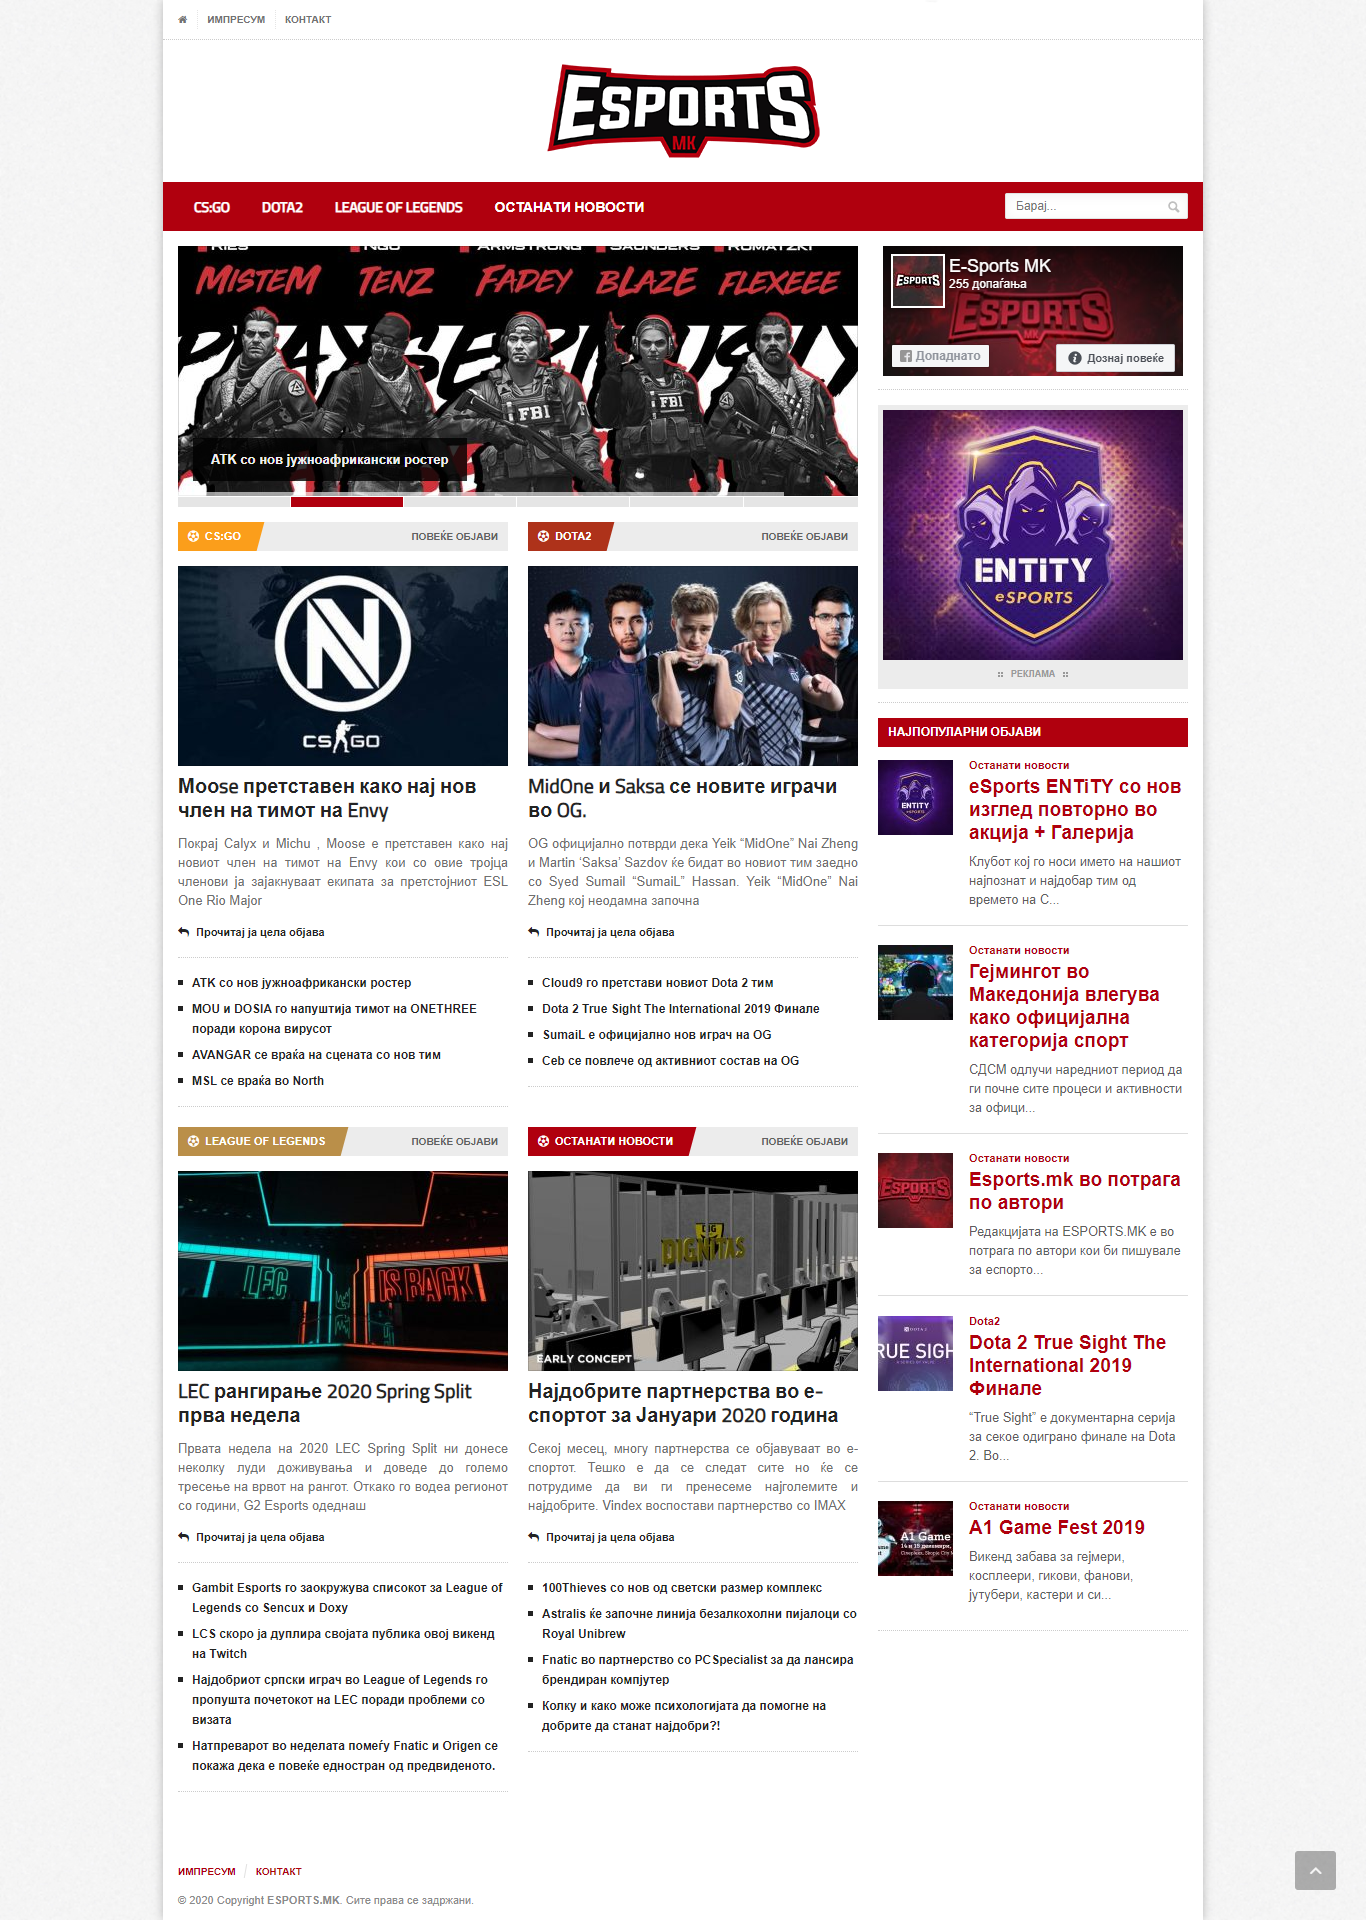 ИМПРЕСУМ
КОНТАКТ
ESPORTS
MK
CS:GO
DOTA2
LEAGUE OF LEGENDS
ОСТАНАТИ НОВОСТИ
Барај...
MISTEM
TENZ
FADEY
BLAZE
FLEXEEE
FBI
FBI
АТК со нов јужноафрикански ростер
E-Sports MK
255 допаѓања
ESPORTS
ESPORTS
MK
Допаднато
Дознај повеќе
ENTiTY
eSPORTS
РЕКЛАМА
CS:GO
ПОВЕЌЕ ОБЈАВИ
CS GO
Moose претставен како нај нов
член на тимот на Envy
Покрај Calyx и Michu , Moose е претставен како нај
новиот член на тимот на Envy кои со овие тројца
членови ја зајакнуваат екипата за претстојниот ESL
One Rio Major
Прочитај ја цела објава
АТК со нов јужноафрикански ростер
MOU и DOSIA го напуштија тимот на ONETHREE
поради корона вирусот
AVANGAR се враќа на сцената со нов тим
MSL се враќа во North
DOTA2
ПОВЕЌЕ ОБЈАВИ
MidOne и Saksa се новите играчи
во OG.
OG официјално потврди дека Yeik “MidOne” Nai Zheng
и Martin ‘Saksa’ Sazdov ќе бидат во новиот тим заедно
со Syed Sumail “SumaiL” Hassan. Yeik “MidOne” Nai
Zheng кој неодамна започна
Прочитај ја цела објава
Cloud9 го претстави новиот Dota 2 тим
Dota 2 True Sight The International 2019 Финале
SumaiL е официјално нов играч на OG
Ceb се повлече од активниот состав на OG
LEAGUE OF LEGENDS
ПОВЕЌЕ ОБЈАВИ
LEC
IS BACK
LEC рангирање 2020 Spring Split
прва недела
Првата недела на 2020 LEC Spring Split ни донесе
неколку луди доживувања и доведе до големо
тресење на врвот на рангот. Откако го водеа регионот
со години, G2 Esports одеднаш
Прочитај ја цела објава
Gambit Esports го заокружува списокот за League of
Legends со Sencux и Doxy
LCS скоро ја дуплира својата публика овој викенд
на Twitch
Најдобриот српски играч во League of Legends го
пропушта почетокот на LEC поради проблеми со
визата
Натпреварот во неделата помеѓу Fnatic и Origen се
покажа дека е повеќе едностран од предвиденото.
ОСТАНАТИ НОВОСТИ
ПОВЕЌЕ ОБЈАВИ
DIG
DIGNITAS
EARLY CONCEPT
Најдобрите партнерства во е-
спортот за Јануари 2020 година
Секој месец, многу партнерства се објавуваат во е-
спортот. Тешко е да се следат сите но ќе се
потрудиме да ви ги пренесеме најголемите и
најдобрите. Vindex воспостави партнерство со IMAX
Прочитај ја цела објава
100Thieves со нов од светски размер комплекс
Astralis ќе започне линија безалкохолни пијалоци со
Royal Unibrew
Fnatic во партнерство со PCSpecialist за да лансира
брендиран компјутер
Колку и како може психологијата да помогне на
добрите да станат најдобри?!
НАЈПОПУЛАРНИ ОБЈАВИ
ENTiTY
Останати новости
eSports ENTiTY со нов
изглед повторно во
акција + Галерија
Клубот кој го носи името на нашиот
најпознат и најдобар тим од
времето на С...
Останати новости
Гејмингот во
Македонија влегува
како официјална
категорија спорт
СДСМ одлучи наредниот период да
ги почне сите процеси и активности
за офици...
ESPORTS
Останати новости
Esports.mk во потрага
по автори
Редакцијата на ESPORTS.MK е во
потрага по автори кои би пишувале
за еспорто...
DOTA 2
RUE SIGH
Dota2
Dota 2 True Sight The
International 2019
Финале
“True Sight” е документарна серија
за секое одиграно финале на Dota
2. Во...
A1 Game
14 и 15 декември.
Останати новости
A1 Game Fest 2019
Викенд забава за гејмери,
косплеери, гикови, фанови,
јутубери, кастери и си...
ИМПРЕСУМ
КОНТАКТ
© 2020 Copyright ESPORTS.MK. Сите права се задржани.